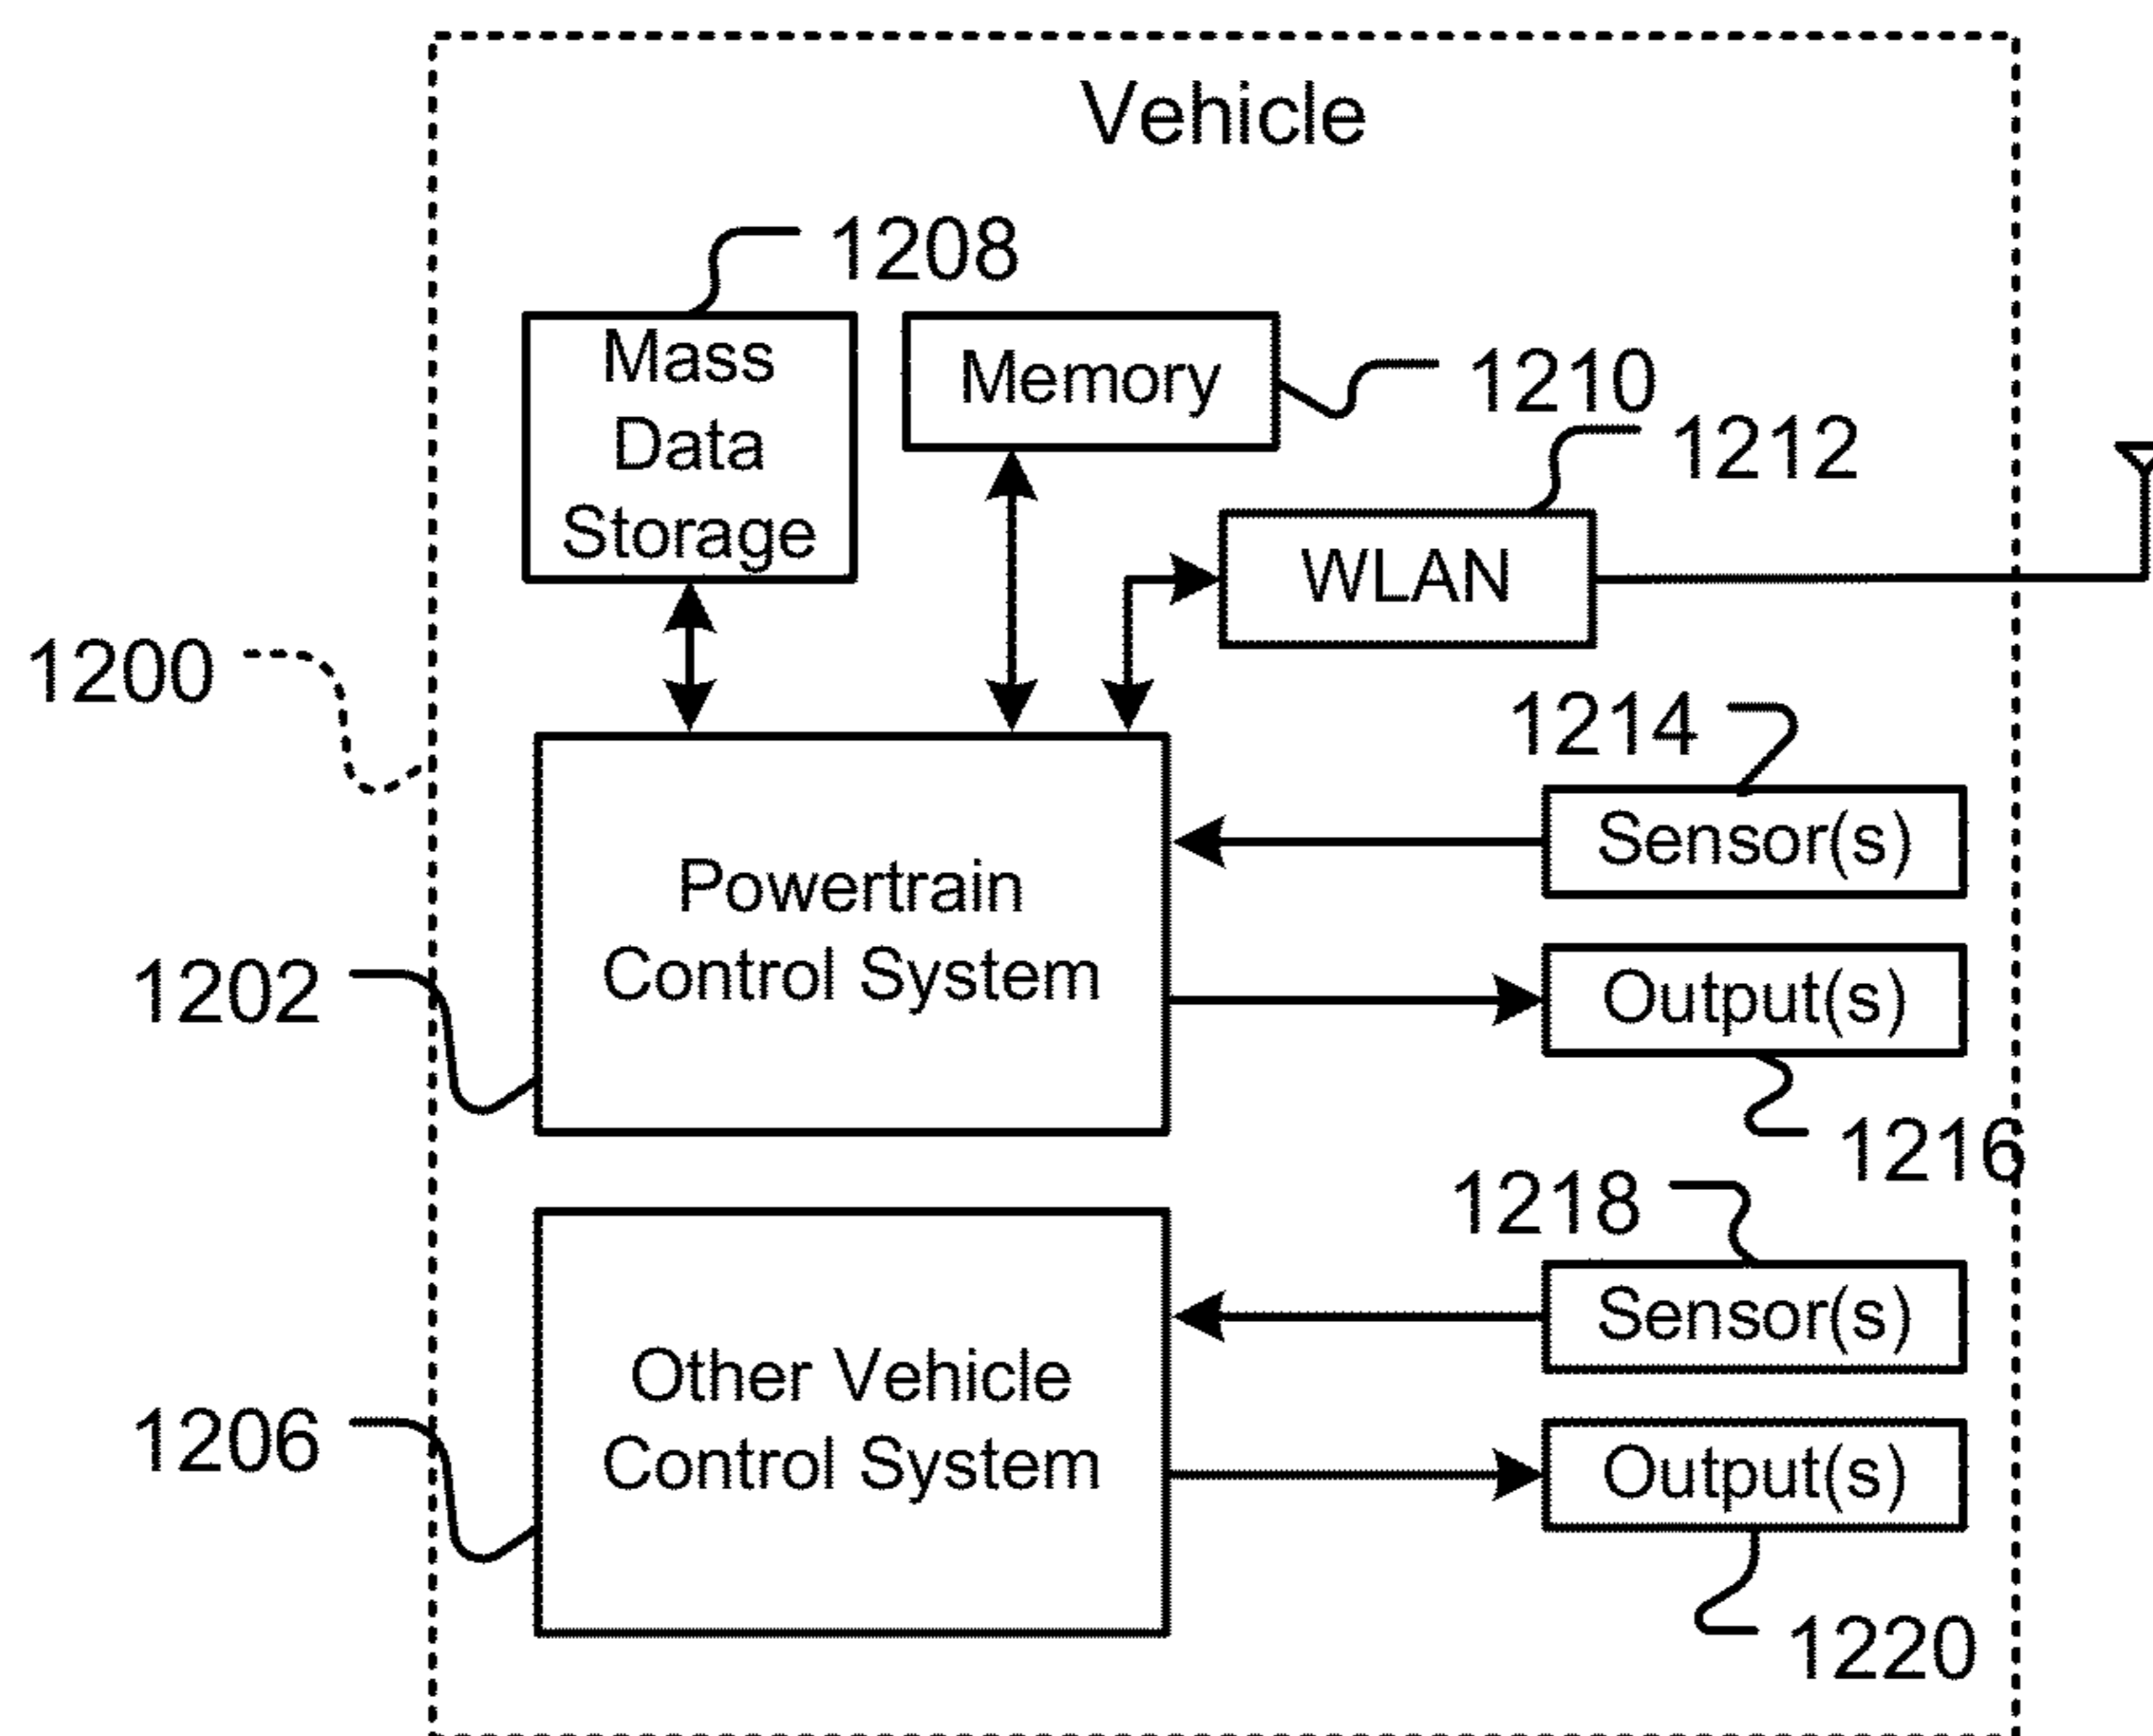 Vehicle
1208
Mass
Data
Storage
Memory
1210
1212
WLAN
1200
1214
Sensor(s)
Powertrain
Control System
1202
Output(s)
1216
1218
Sensor(s)
Other Vehicle
Control System
1206
Output(s)
1220